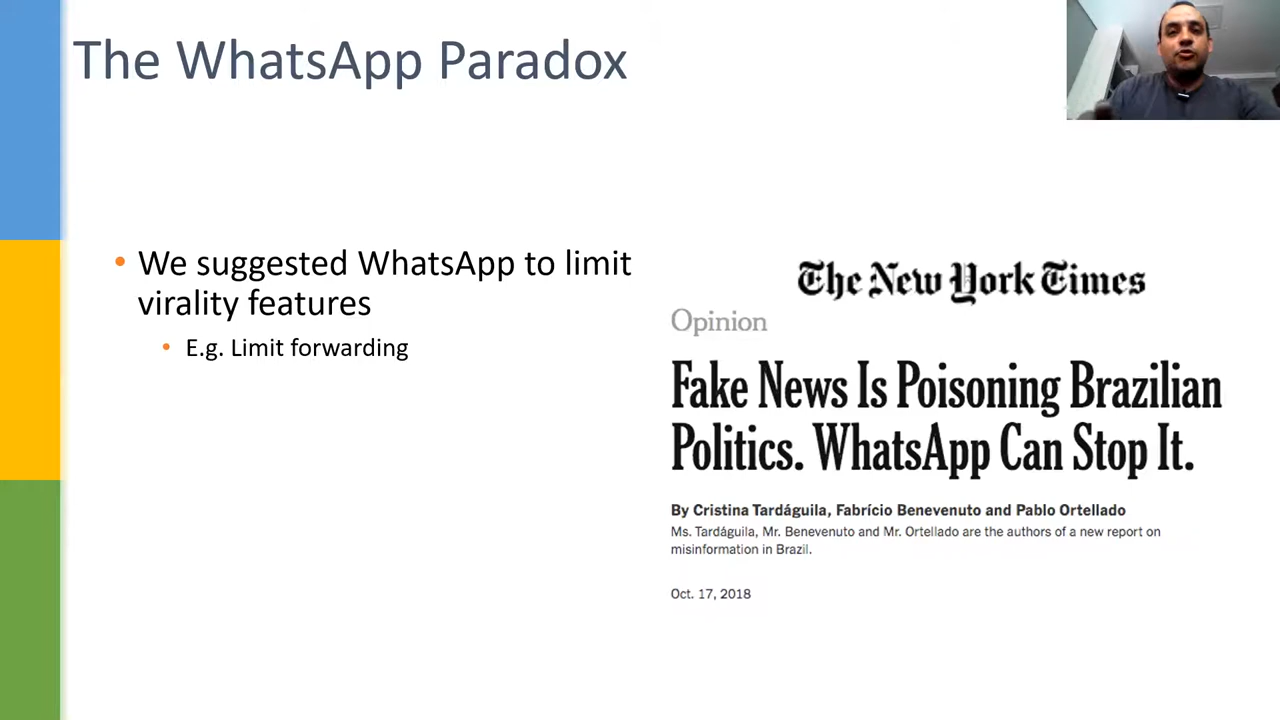 The WhatsApp Paradox
• We suggested WhatsApp to limit
virality features
• E.g. Limit forwarding
The New York Times
Opinion
Fake News Is Poisoning Brazilian
Politics. WhatsApp Can Stop It.
By Cristina Tardáguila, Fabrício Benevenuto and Pablo Ortellado
Ms. Tardáguila, Mr. Benevenuto and Mr. Ortellado are the authors of a new report on
misinformation in Brazil.
Oct. 17, 2018